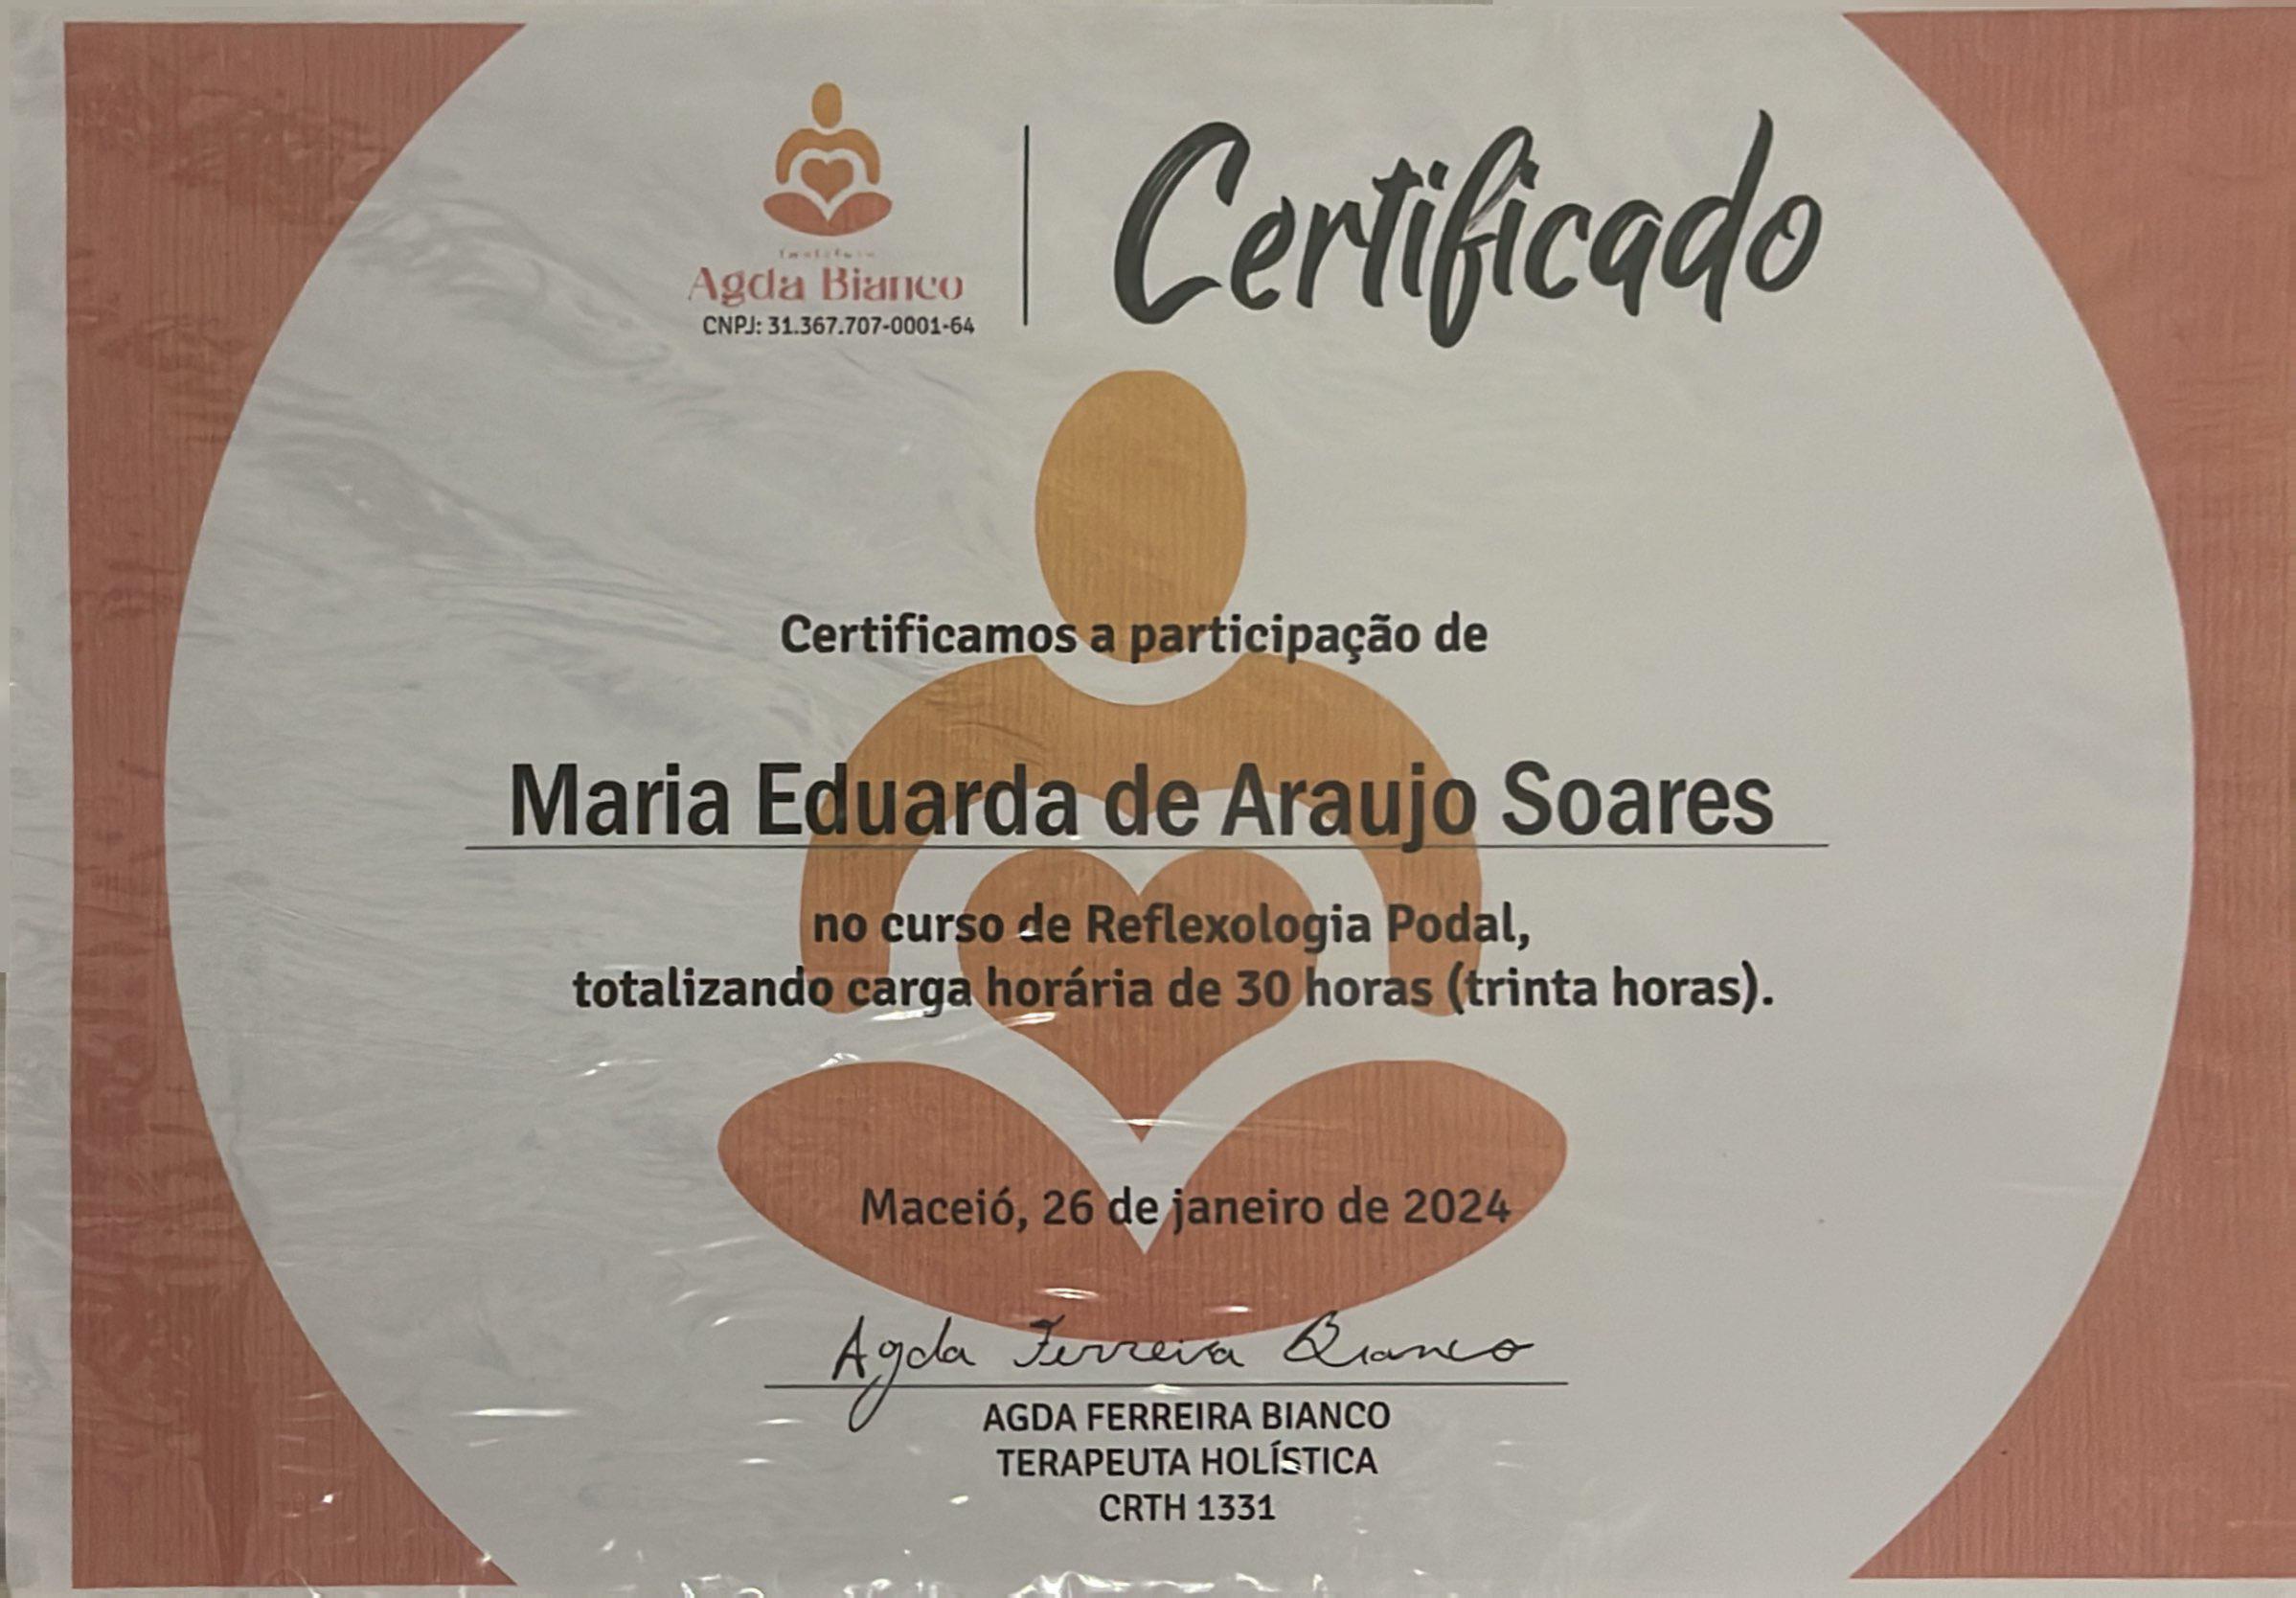 Instituto
Agda Bianco
CNPJ: 31.367.707-0001-64
Certificado
Certificamos a participação de
Maria Eduarda de Araujo Soares
no curso de Reflexologia Podal,
totalizando carga horária de 30 horas (trinta horas).
Maceió, 26 de janeiro de 2024
Agda Ferreira Bianco
AGDA FERREIRA BIANCO
TERAPEUTA HOLÍSTICA
CRTH 1331